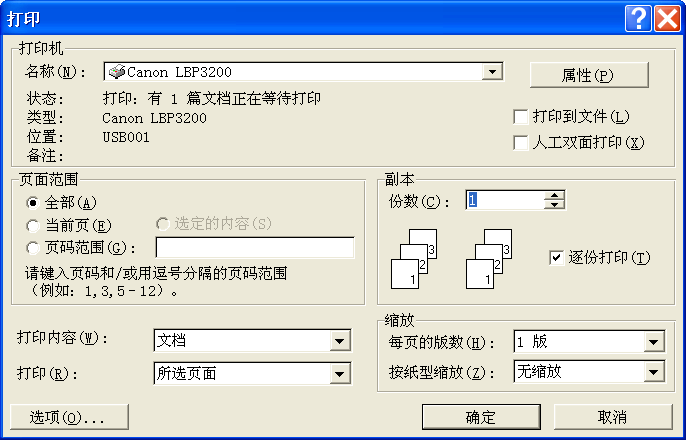 打印
打印机
名称(N): Canon LBP3200 属性(P)
状态: 打印: 有 1 篇文档正在等待打印
类型: Canon LBP3200 打印到文件(L)
位置: USB001
人工双面打印(X)
备注:
页面范围
全部(A)
当前页(E) 选定的内容(S)
页码范围(G):
请键入页码和/或用逗号分隔的页码范围
(例如: 1,3,5-12)。
副本
份数(C): 1
1 2 3 1 2 3 逐份打印(T)
打印内容(W): 文档
打印(R): 所选页面
缩放
每页的版数(H): 1 版
按纸型缩放(Z): 无缩放
选项(O)... 确定 取消